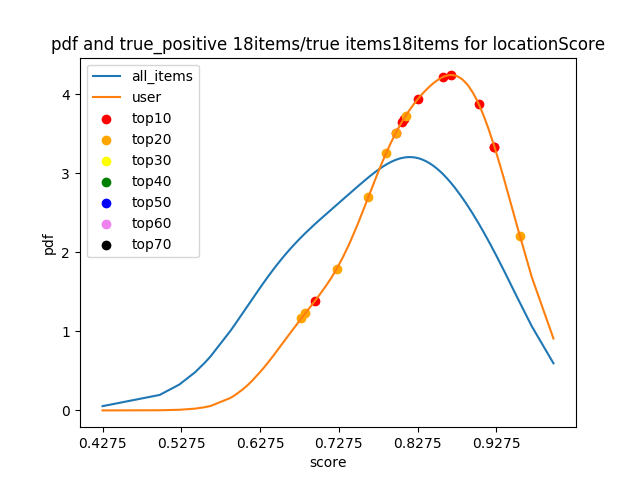 pdf and true_positive 18items/true items18items for locationScore
all_items
user
top10
top20
top30
top40
top50
top60
top70
pdf
4
3
2
1
0
0.4275 0.5275 0.6275 0.7275 0.8275 0.9275
score